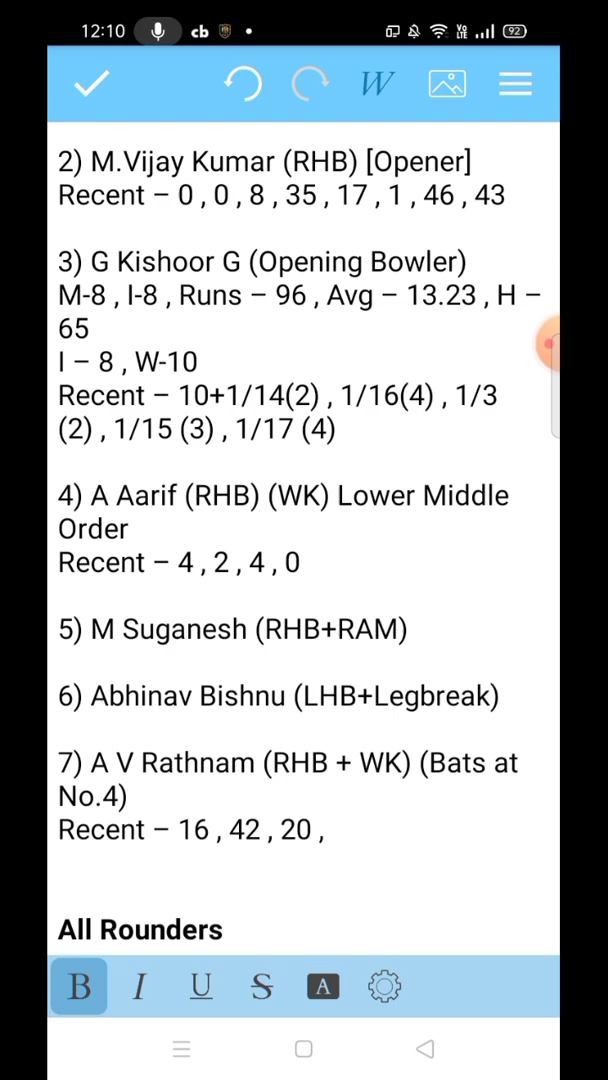 12:10 cb 92
W
2) M.Vijay Kumar (RHB) [Opener]
Recent – 0 , 0 , 8 , 35 , 17 , 1 , 46 , 43
3) G Kishoor G (Opening Bowler)
M-8 , I-8 , Runs – 96 , Avg – 13.23 , H –
65
I – 8 , W-10
Recent – 10+1/14(2) , 1/16(4) , 1/3
(2) , 1/15 (3) , 1/17 (4)
4) A Aarif (RHB) (WK) Lower Middle
Order
Recent – 4 , 2 , 4 , 0
5) M Suganesh (RHB+RAM)
6) Abhinav Bishnu (LHB+Legbreak)
7) A V Rathnam (RHB + WK) (Bats at
No.4)
Recent – 16 , 42 , 20 ,
All Rounders
B I U S A